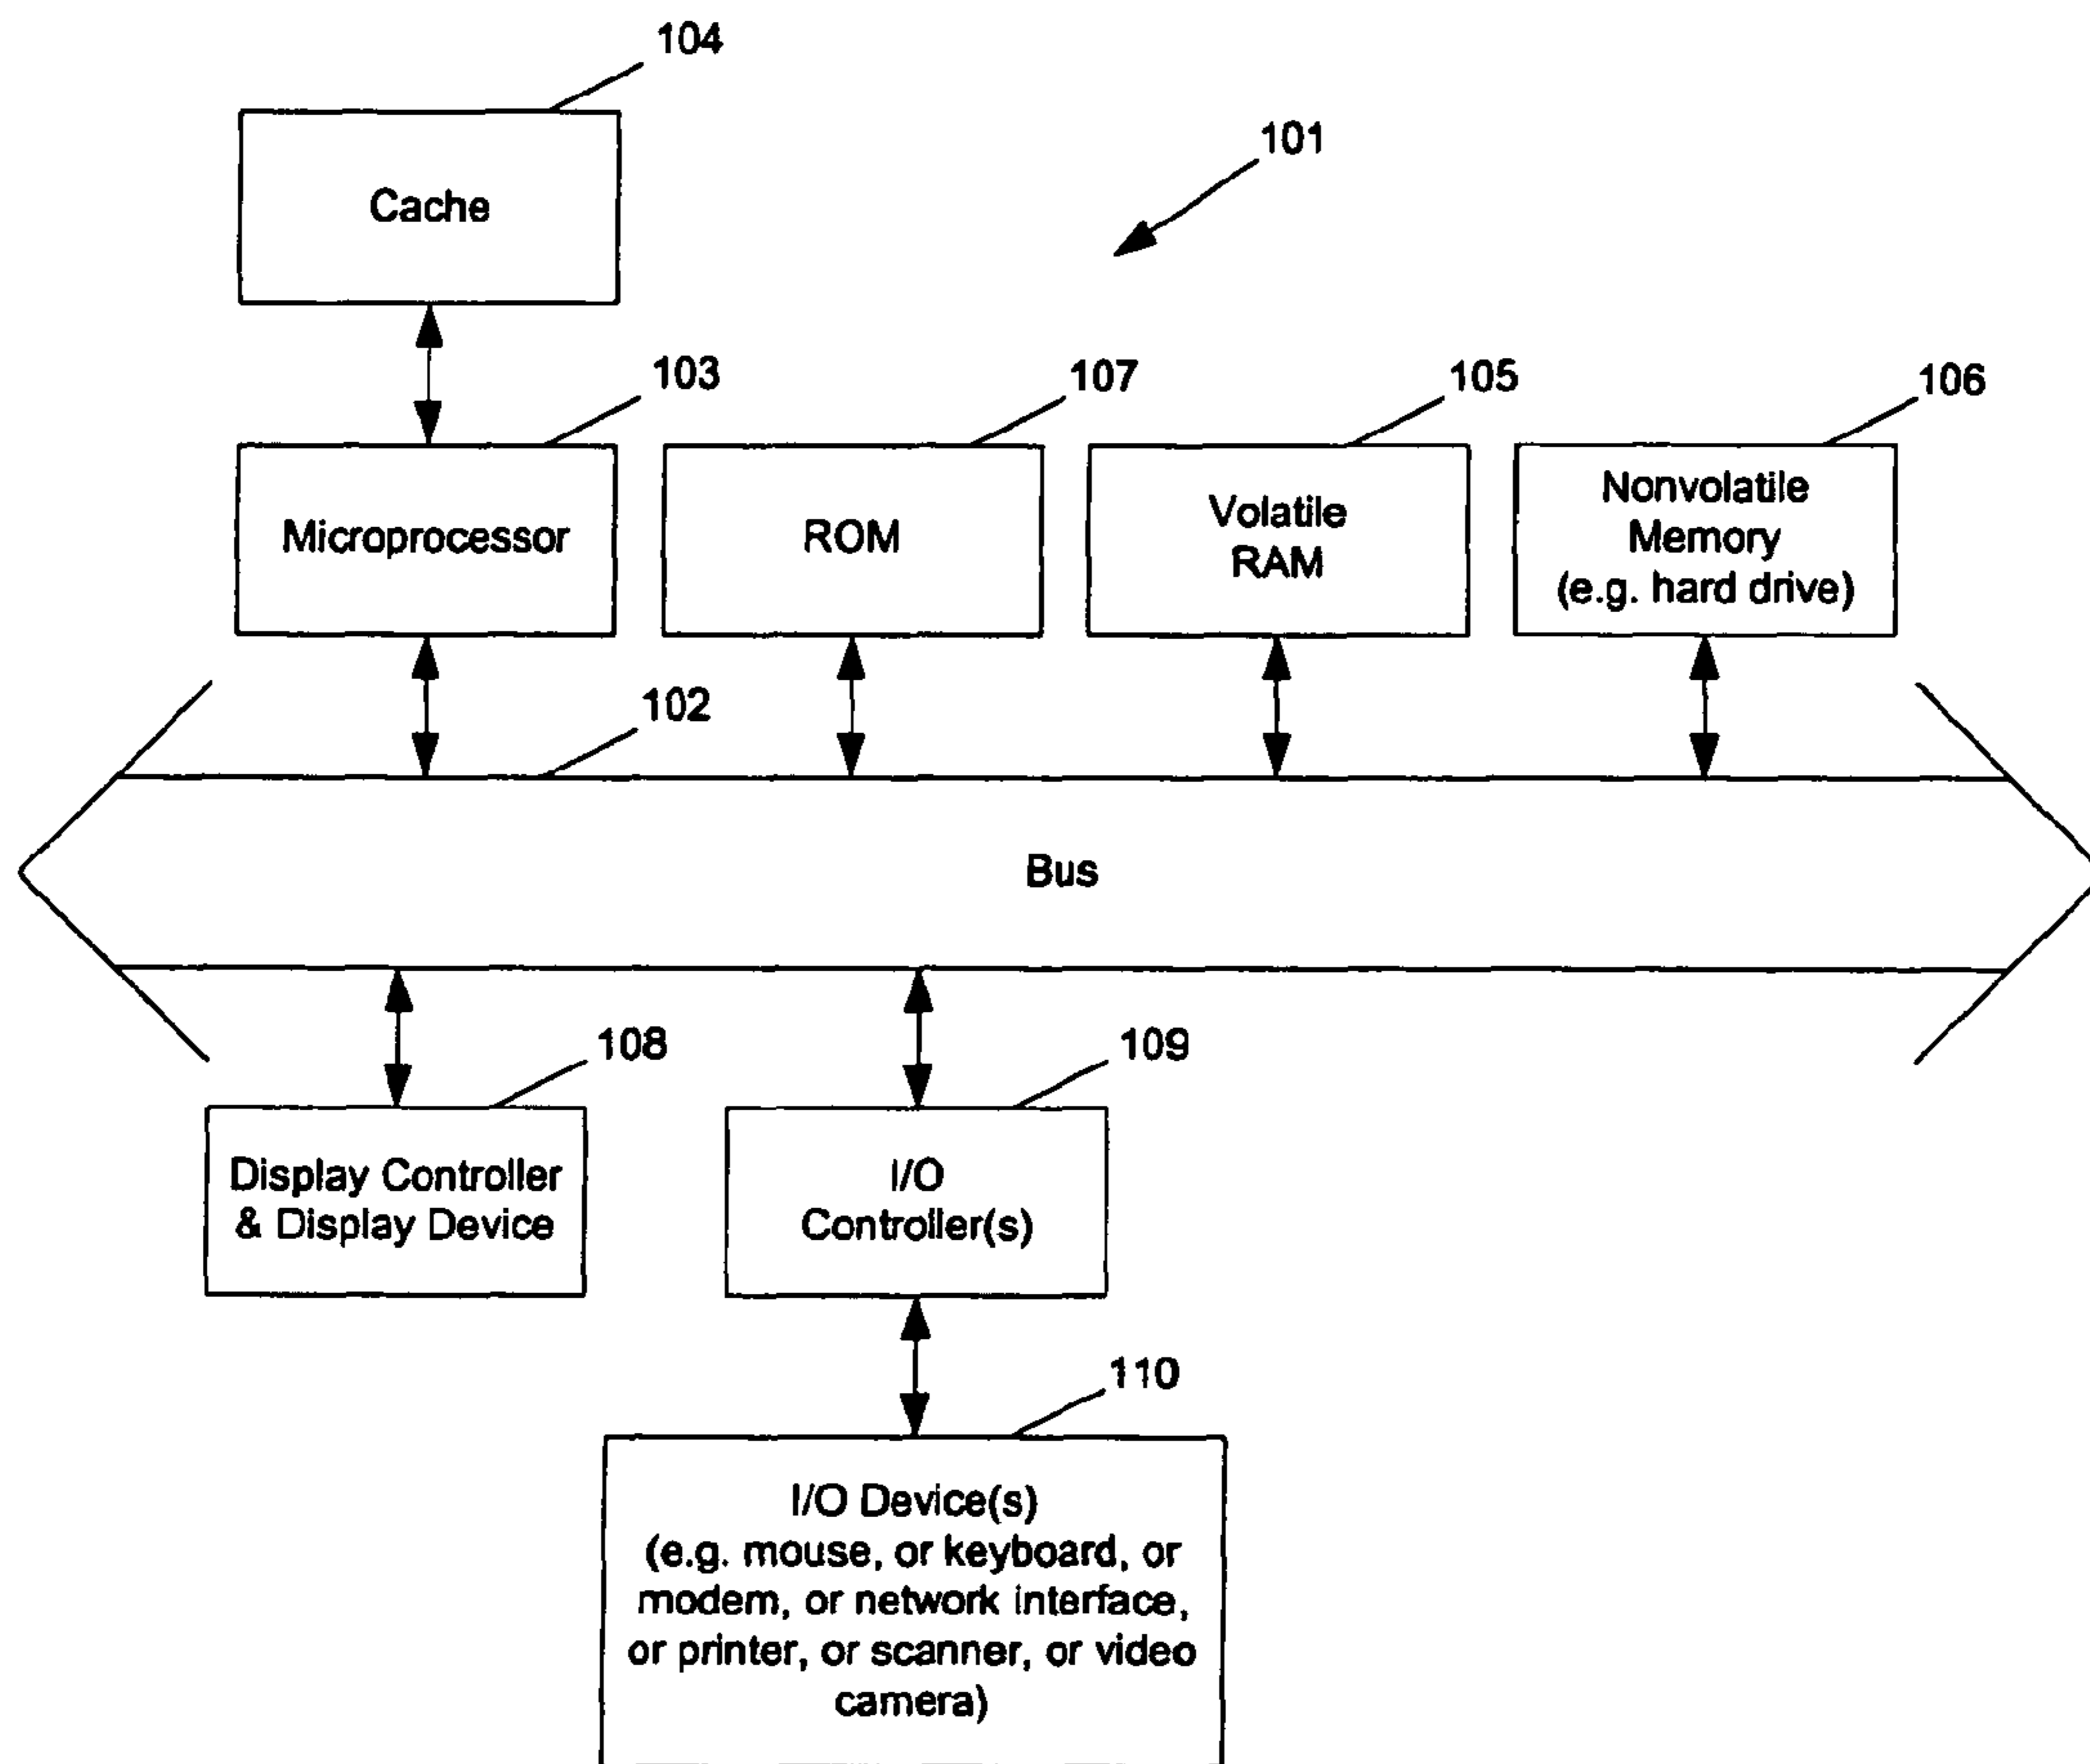 104
Cache
101
103
Microprocessor
107
ROM
105
Volatile
RAM
106
Nonvolatile
Memory
(e.g. hard drive)
102
Bus
108
Display Controller
& Display Device
109
I/O
Controller(s)
110
I/O Device(s)
(e.g. mouse, or keyboard, or
modem, or network interface,
or printer, or scanner, or video
camera)